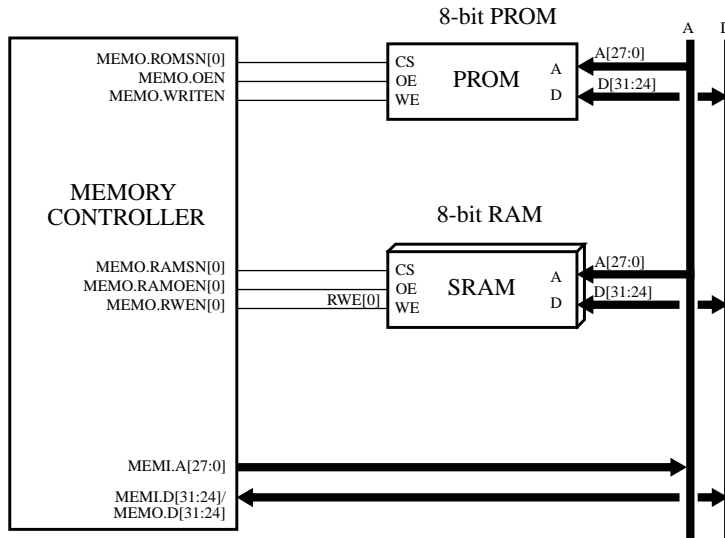 8-bit PROM
A D
MEMO.ROMSN[0]
MEMO.OEN
MEMO.WRITEN
CS
OE
WE
PROM
A
D
A[27:0]
D[31:24]
MEMORY
CONTROLLER
8-bit RAM
MEMO.RAMSN[0]
MEMO.RAMOEN[0]
MEMO.RWEN[0]
RWE[0]
CS
OE
WE
SRAM
A
D
A[27:0]
D[31:24]
MEMI.A[27:0]
MEMI.D[31:24]/
MEMO.D[31:24]